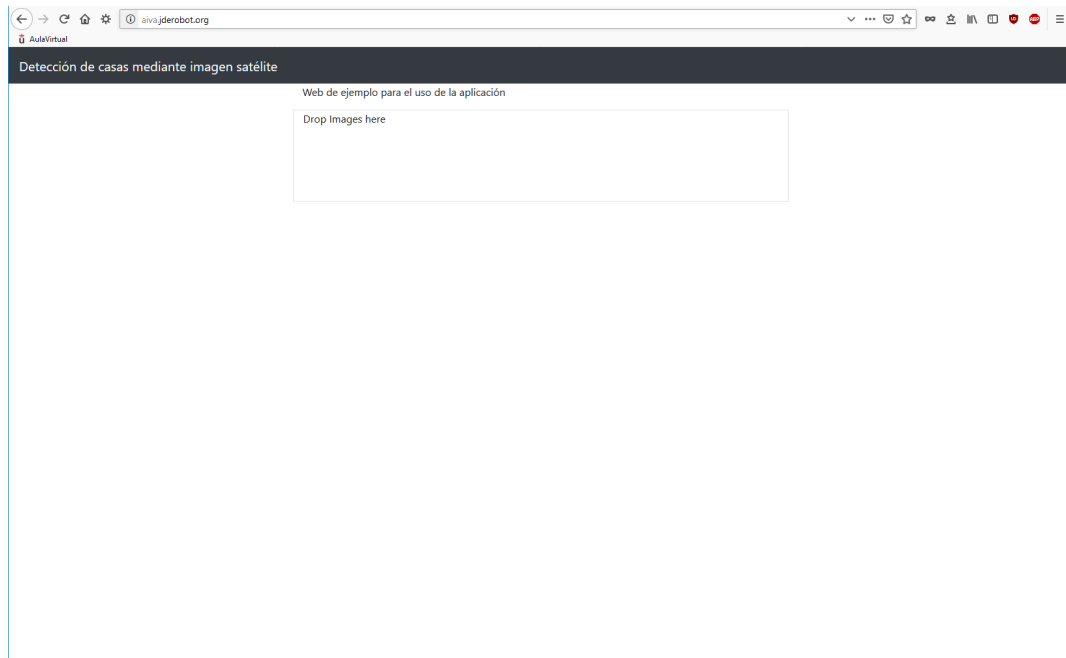 aiva.jderobot.org
AulaVirtual
Detección de casas mediante imagen satélite
Web de ejemplo para el uso de la aplicación
Drop Images here